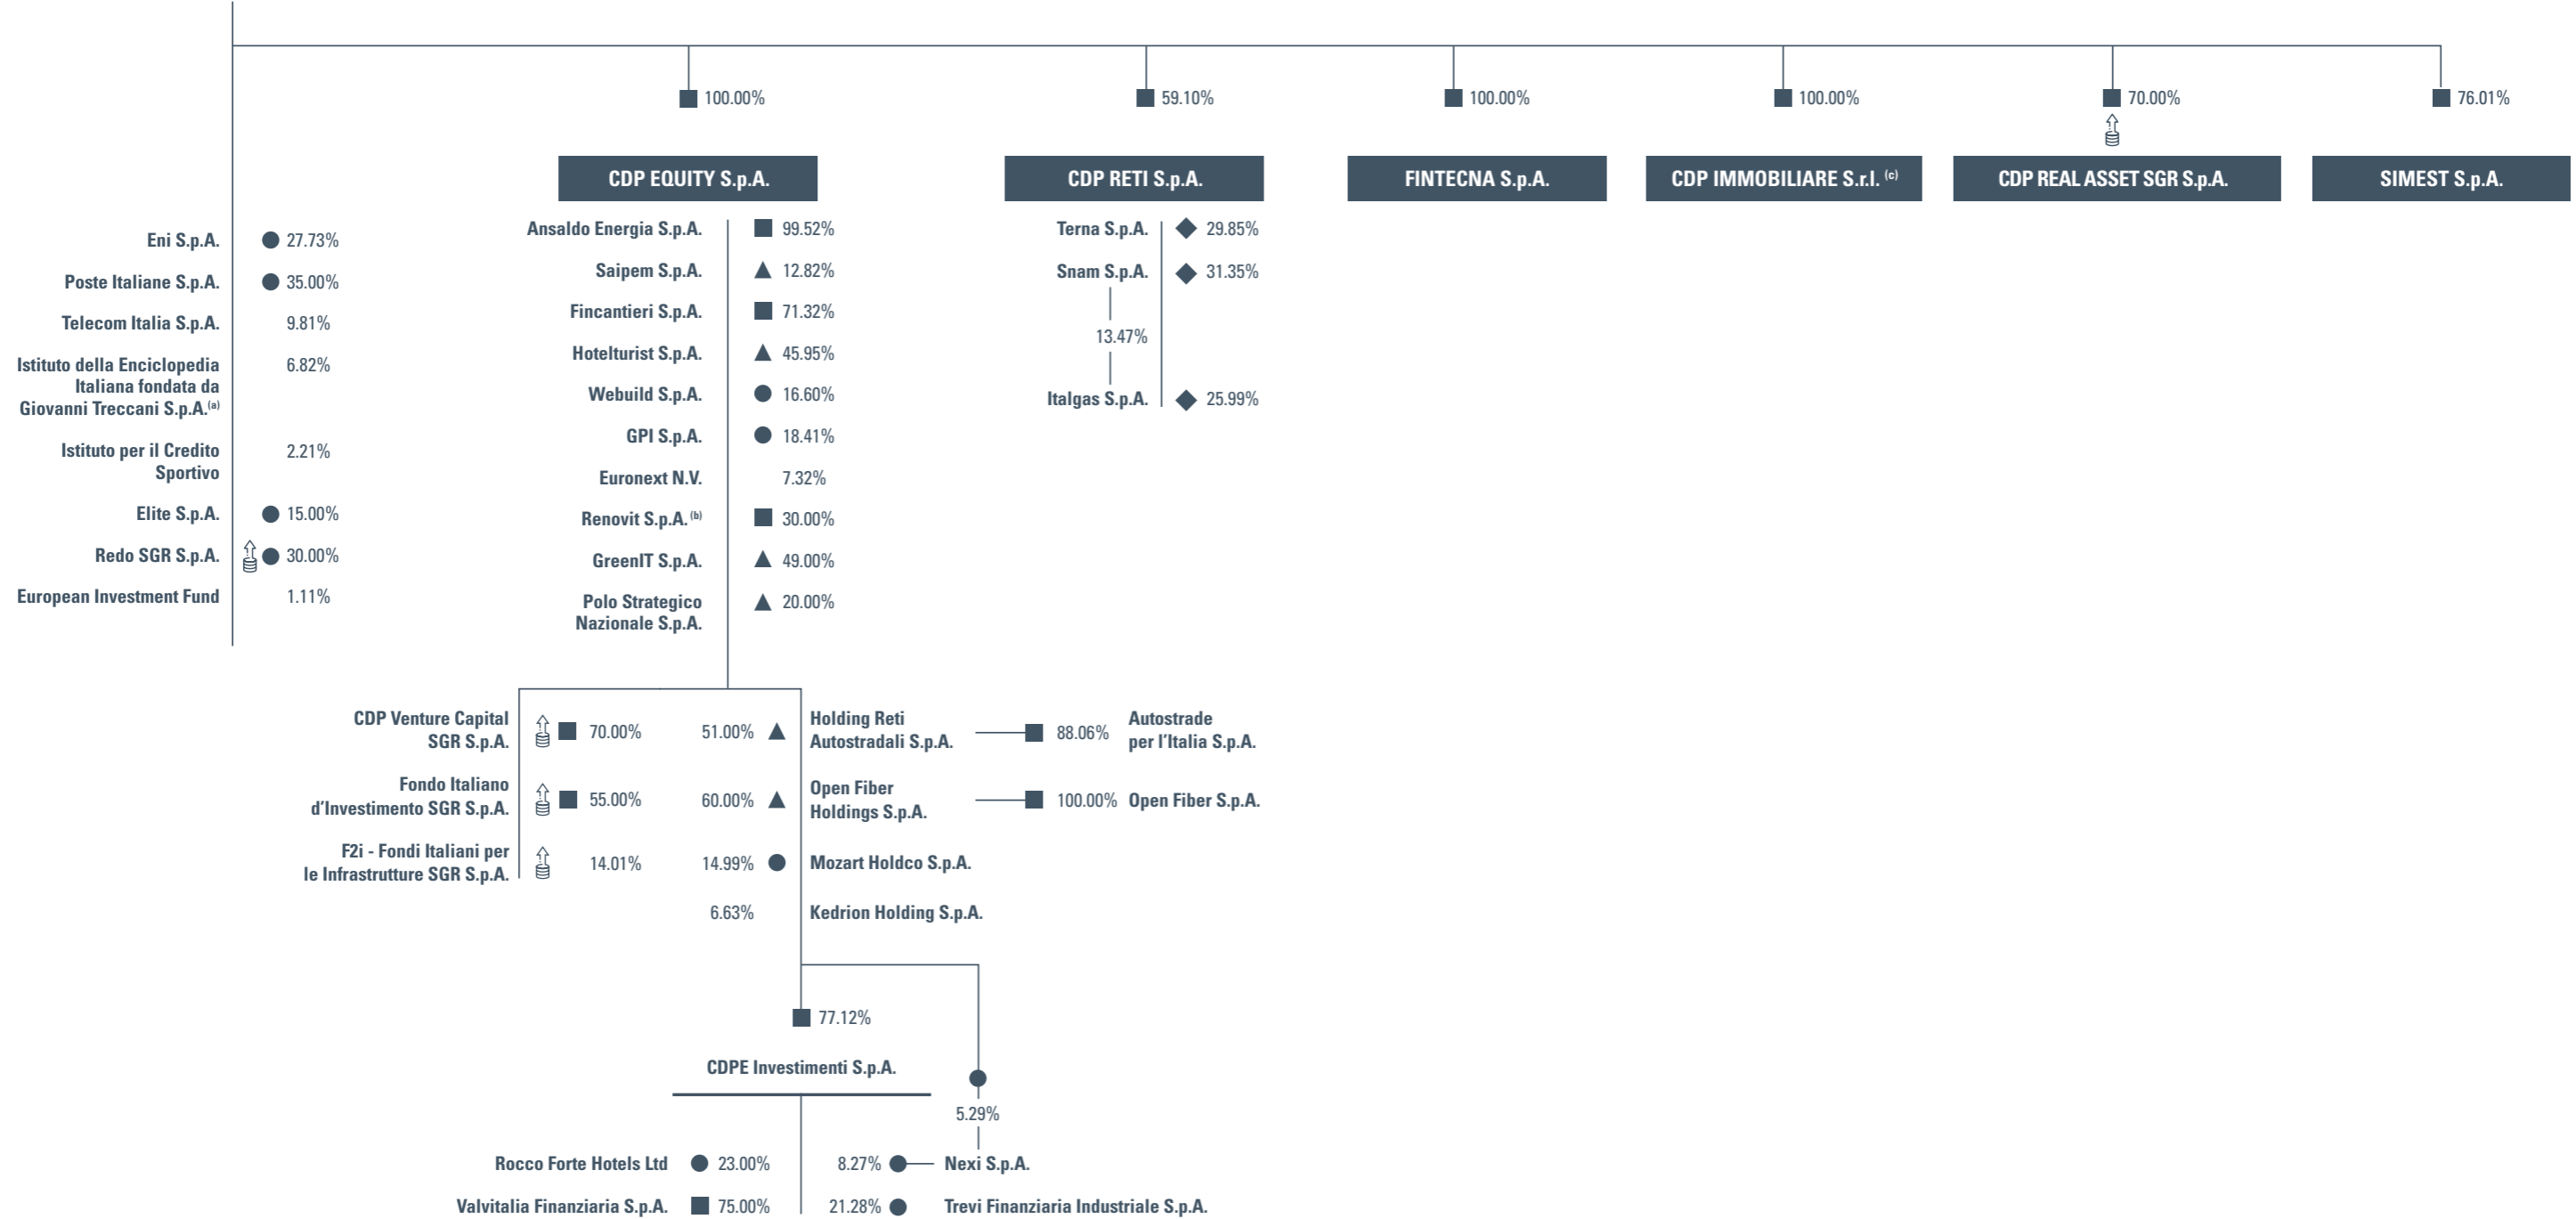 100.00%
59.10%
100.00%
100.00%
70.00%
76.01%
CDP EQUITY S.p.A.
CDP RETI S.p.A.
FINTECNA S.p.A.
CDP IMMOBILIARE S.r.l. (c)
CDP REAL ASSET SGR S.p.A.
SIMEST S.p.A.
Eni S.p.A. 27.73%
Poste Italiane S.p.A. 35.00%
Telecom Italia S.p.A. 9.81%
Istituto della Enciclopedia 6.82%
Italiana fondata da
Giovanni Treccani S.p.A.(a)
Istituto per il Credito 2.21%
Sportivo
Elite S.p.A. 15.00%
Redo SGR S.p.A. 30.00%
European Investment Fund 1.11%
Ansaldo Energia S.p.A. 99.52%
Saipem S.p.A. 12.82%
Fincantieri S.p.A. 71.32%
Hotelturist S.p.A. 45.95%
Webuild S.p.A. 16.60%
GPI S.p.A. 18.41%
Euronext N.V. 7.32%
Renovit S.p.A. (b) 30.00%
GreenIT S.p.A. 49.00%
Polo Strategico 20.00%
Nazionale S.p.A.
Terna S.p.A. 29.85%
Snam S.p.A. 31.35%
13.47%
Italgas S.p.A. 25.99%
CDP Venture Capital
SGR S.p.A.
70.00%
Fondo Italiano
d'Investimento SGR S.p.A.
55.00%
F2i - Fondi Italiani per
le Infrastrutture SGR S.p.A.
14.01%
51.00%
Holding Reti
Autostradali S.p.A.
88.06%
Autostrade
per l'Italia S.p.A.
60.00%
Open Fiber
Holdings S.p.A.
100.00% Open Fiber S.p.A.
14.99% Mozart Holdco S.p.A.
6.63% Kedrion Holding S.p.A.
77.12%
CDPE Investimenti S.p.A.
5.29%
Rocco Forte Hotels Ltd 23.00%
8.27% Nexi S.p.A.
Valvitalia Finanziaria S.p.A. 75.00%
21.28% Trevi Finanziaria Industriale S.p.A.